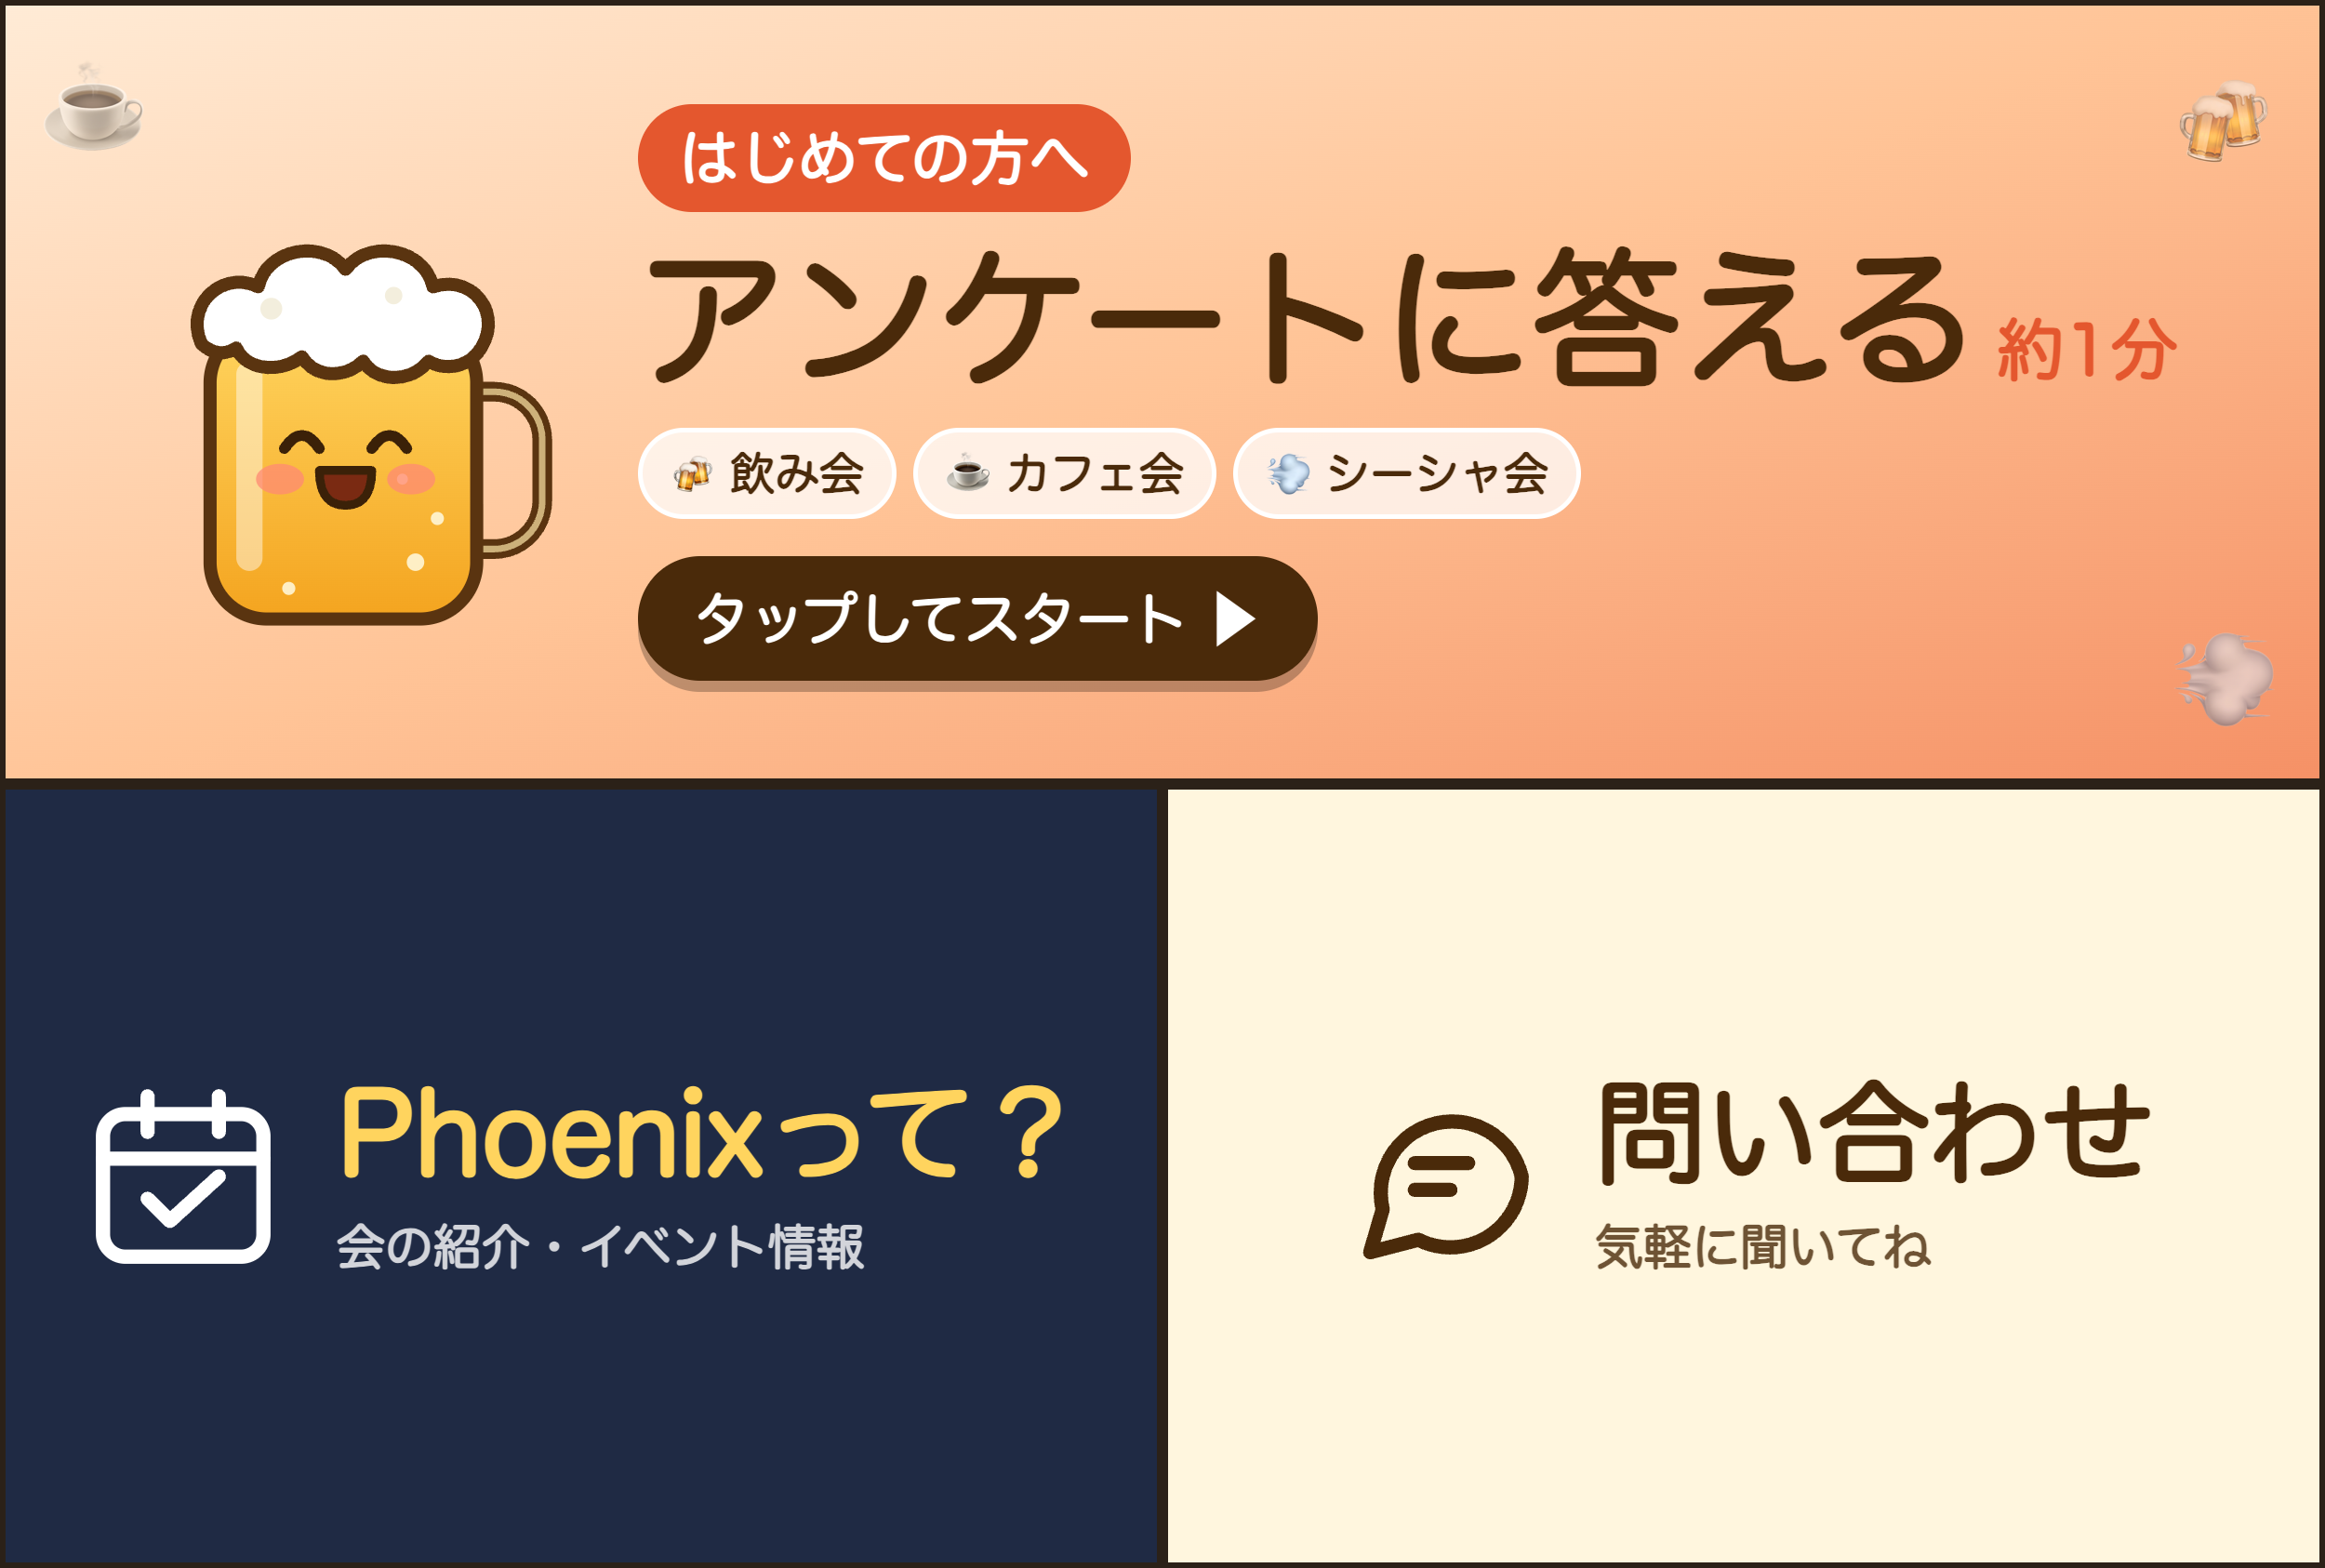 はじめての方へ
アンケートに答える 約1分
飲み会 カフェ会 シーシャ会
タップしてスタート ▶
Phoenixって？
会の紹介・イベント情報
問い合わせ
気軽に聞いてね